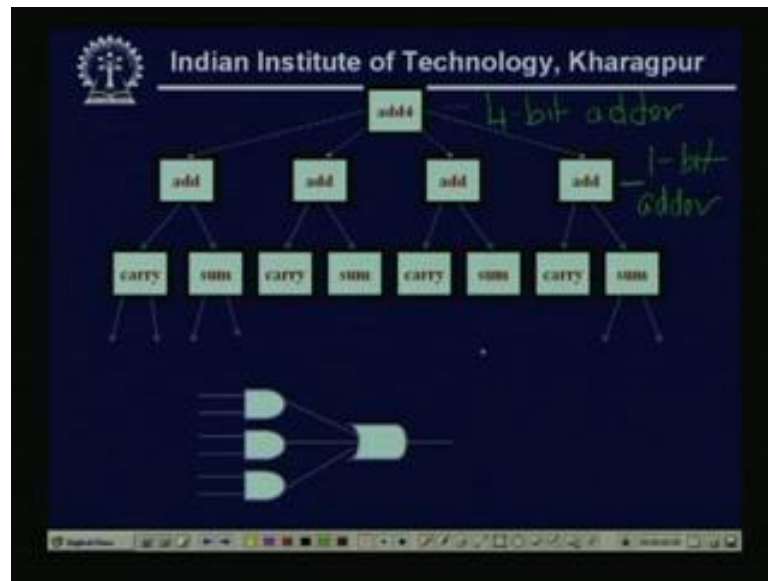 Indian Institute of Technology, Kharagpur
add4 - 4-bit adder
add add add add - 1-bit adder
carry sum carry sum carry sum carry sum